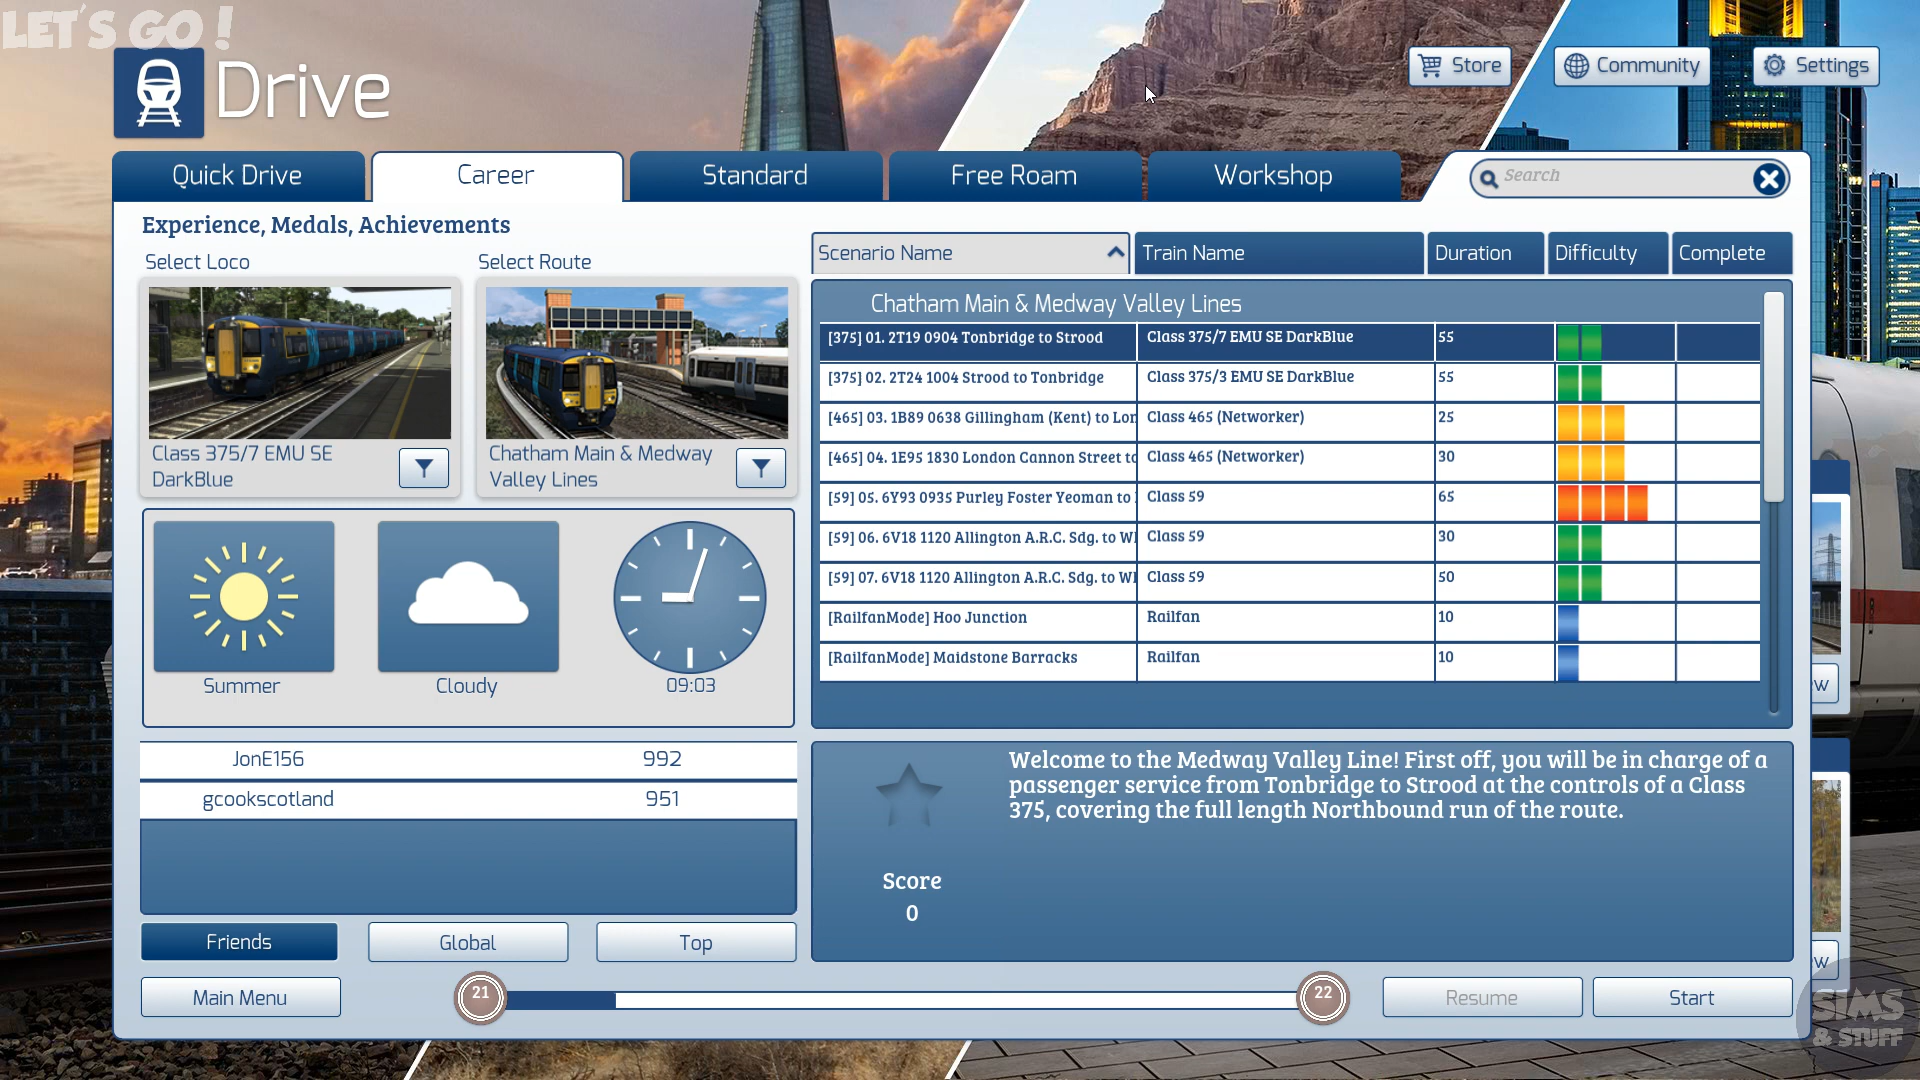 LET'S GO!
Drive
Store
Community
Settings
Quick Drive
Career
Standard
Free Roam
Workshop
Search
Experience, Medals, Achievements
Select Loco
Select Route
Class 375/7 EMU SE
DarkBlue
Chatham Main & Medway
Valley Lines
Summer
Cloudy
09:03
Scenario Name
Train Name
Duration
Difficulty
Complete
Chatham Main & Medway Valley Lines
[375] 01. 2T19 0904 Tonbridge to Strood Class 375/7 EMU SE DarkBlue 55
[375] 02. 2T24 1004 Strood to Tonbridge Class 375/3 EMU SE DarkBlue 55
[465] 03. 1B89 0638 Gillingham (Kent) to Lon Class 465 (Networker) 25
[465] 04. 1E95 1830 London Cannon Street to Class 465 (Networker) 30
[59] 05. 6Y93 0935 Purley Foster Yeoman to Class 59 65
[59] 06. 6V18 1120 Allington A.R.C. Sdg. to Wh Class 59 30
[59] 07. 6V18 1120 Allington A.R.C. Sdg. to Wh Class 59 50
[RailfanMode] Hoo Junction Railfan 10
[RailfanMode] Maidstone Barracks Railfan 10
JonE156 992
gcookscotland 951
Friends
Global
Top
Welcome to the Medway Valley Line! First off, you will be in charge of a
passenger service from Tonbridge to Strood at the controls of a Class
375, covering the full length Northbound run of the route.
Score
0
Main Menu
21
22
Resume
Start
SIMS
& STUFF